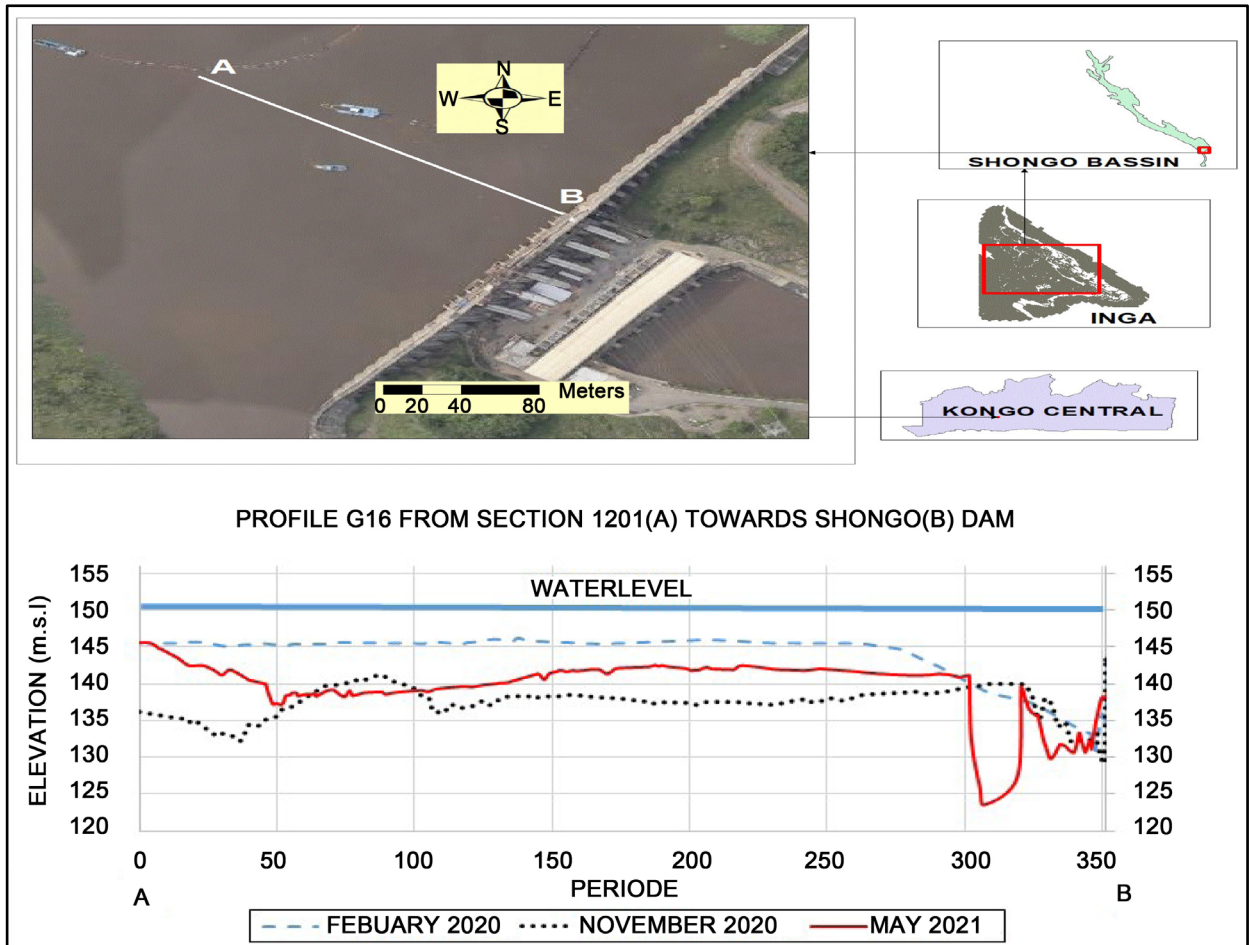 A
N
W E
S
B
Meters
0 20 40 80
SHONGO BASSIN
INGA
KONGO CENTRAL
PROFILE G16 FROM SECTION 1201(A) TOWARDS SHONGO(B) DAM
WATERLEVEL
ELEVATION (m.s.l)
155 155
150 150
145 145
140 140
135 135
130 130
125 125
120 120
0 50 100 150 200 250 300 350
A PERIODE B
FEBUARY 2020 NOVEMBER 2020 MAY 2021